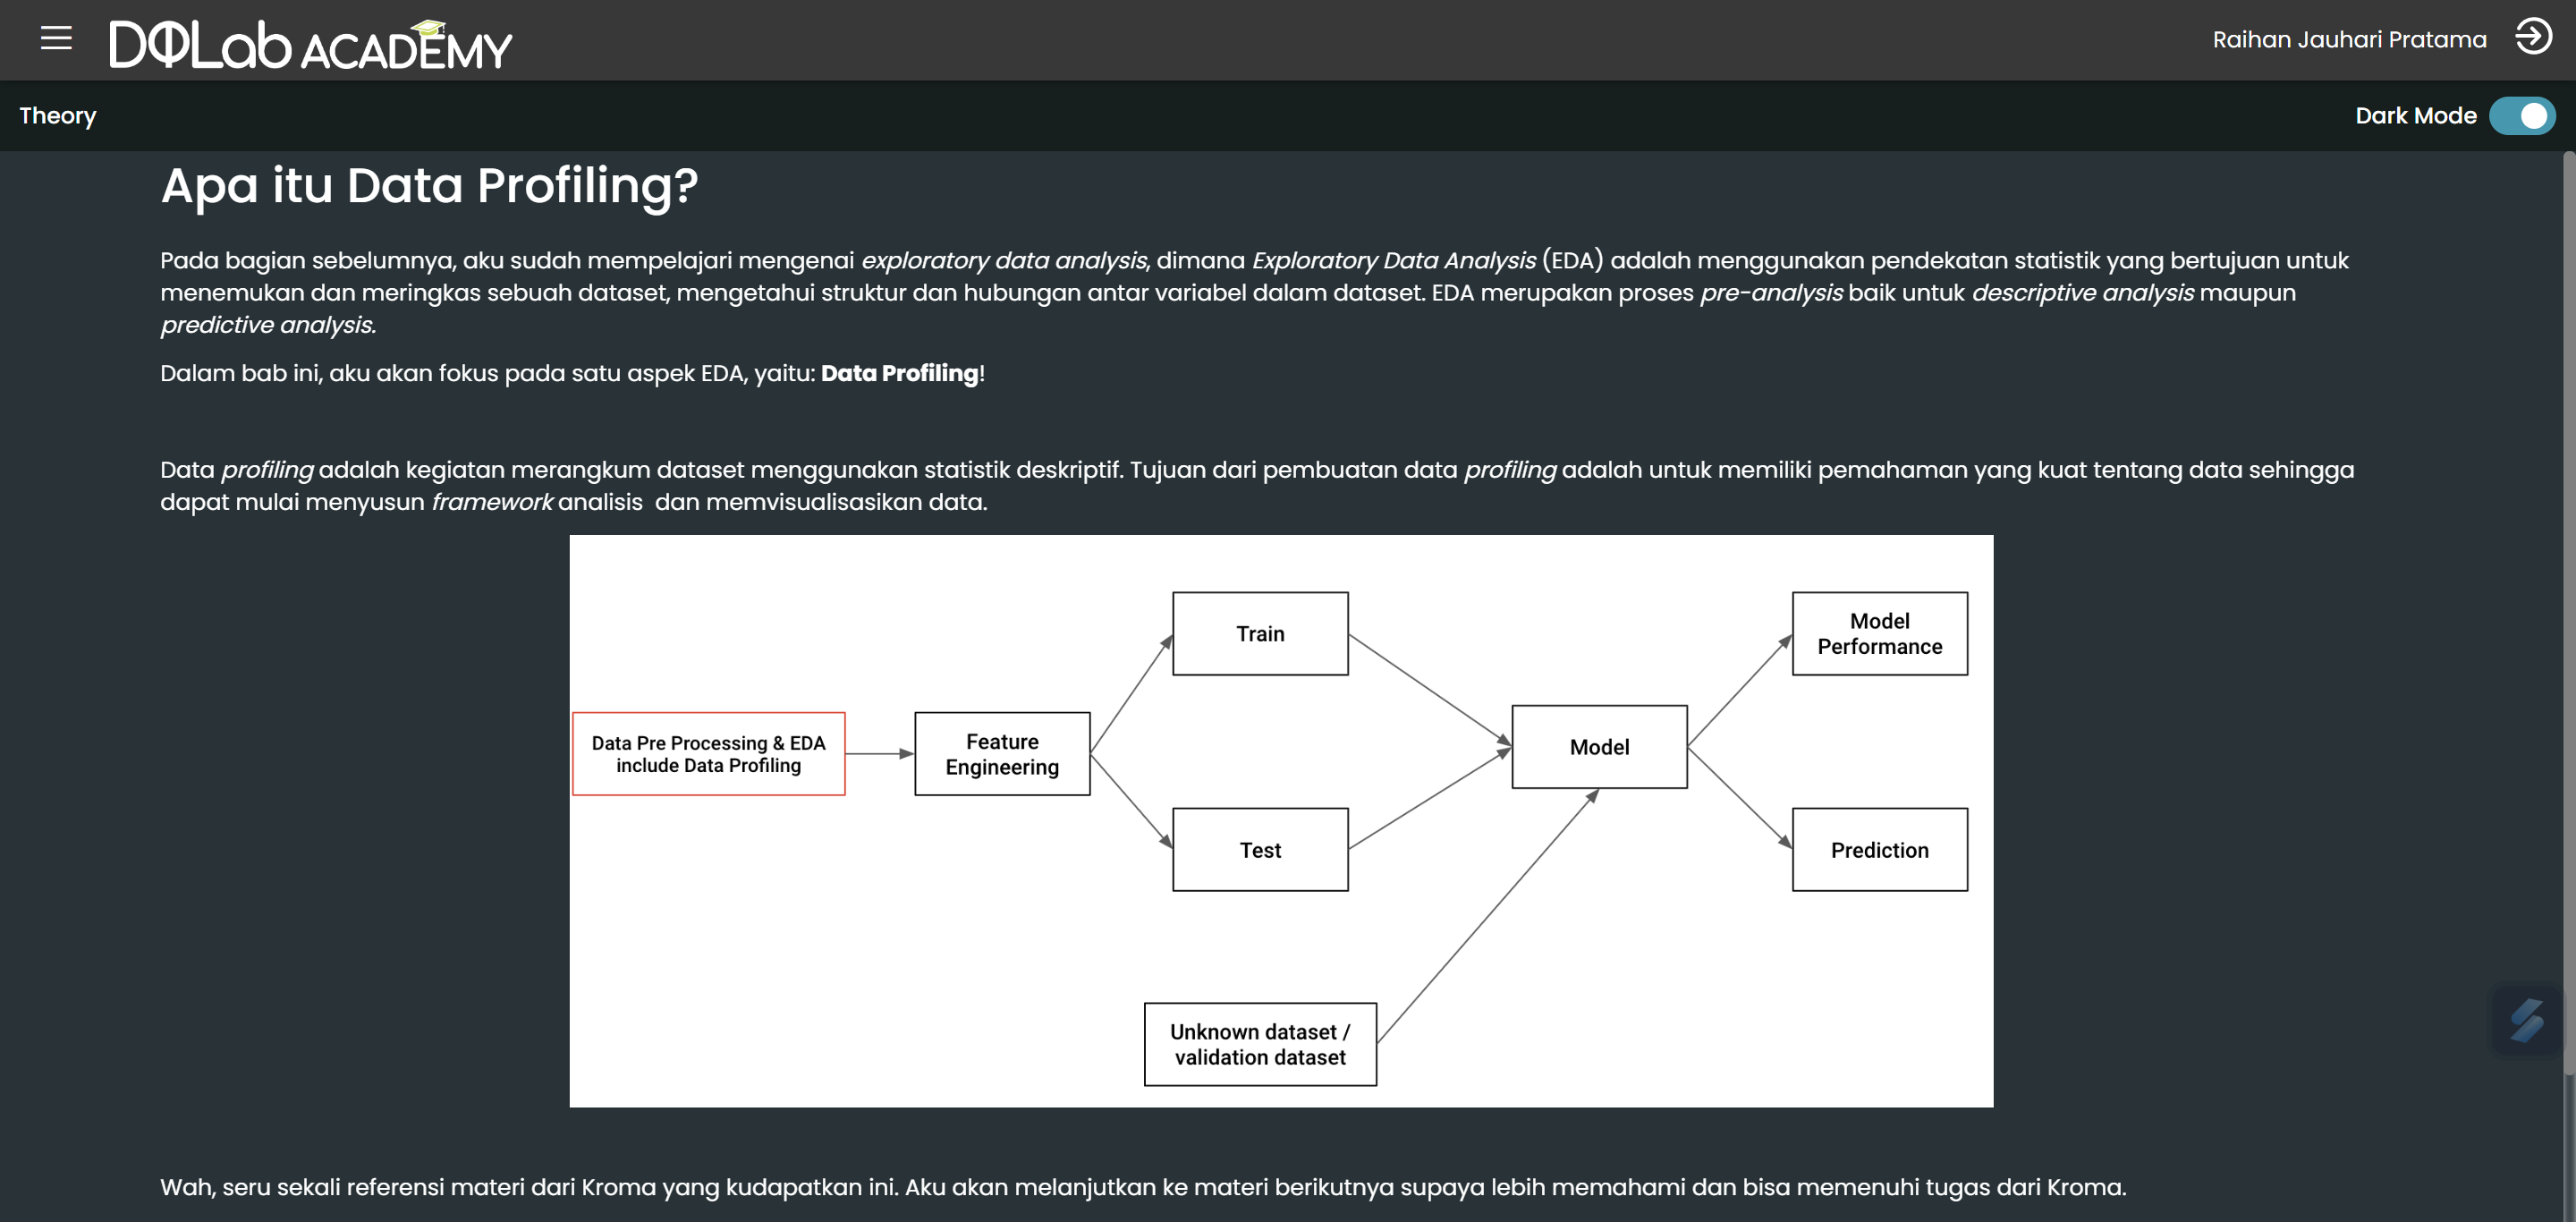 DQLab ACADEMY
Raihan Jauhari Pratama
Theory
Dark Mode
Apa itu Data Profiling?
Pada bagian sebelumnya, aku sudah mempelajari mengenai exploratory data analysis, dimana Exploratory Data Analysis (EDA) adalah menggunakan pendekatan statistik yang bertujuan untuk
menemukan dan meringkas sebuah dataset, mengetahui struktur dan hubungan antar variabel dalam dataset. EDA merupakan proses pre-analysis baik untuk descriptive analysis maupun
predictive analysis.
Dalam bab ini, aku akan fokus pada satu aspek EDA, yaitu: Data Profiling!
Data profiling adalah kegiatan merangkum dataset menggunakan statistik deskriptif. Tujuan dari pembuatan data profiling adalah untuk memiliki pemahaman yang kuat tentang data sehingga
dapat mulai menyusun framework analisis dan memvisualisasikan data.
Data Pre Processing & EDA
include Data Profiling
Feature
Engineering
Train
Test
Unknown dataset /
validation dataset
Model
Model
Performance
Prediction
Wah, seru sekali referensi materi dari Kroma yang kudapatkan ini. Aku akan melanjutkan ke materi berikutnya supaya lebih memahami dan bisa memenuhi tugas dari Kroma.